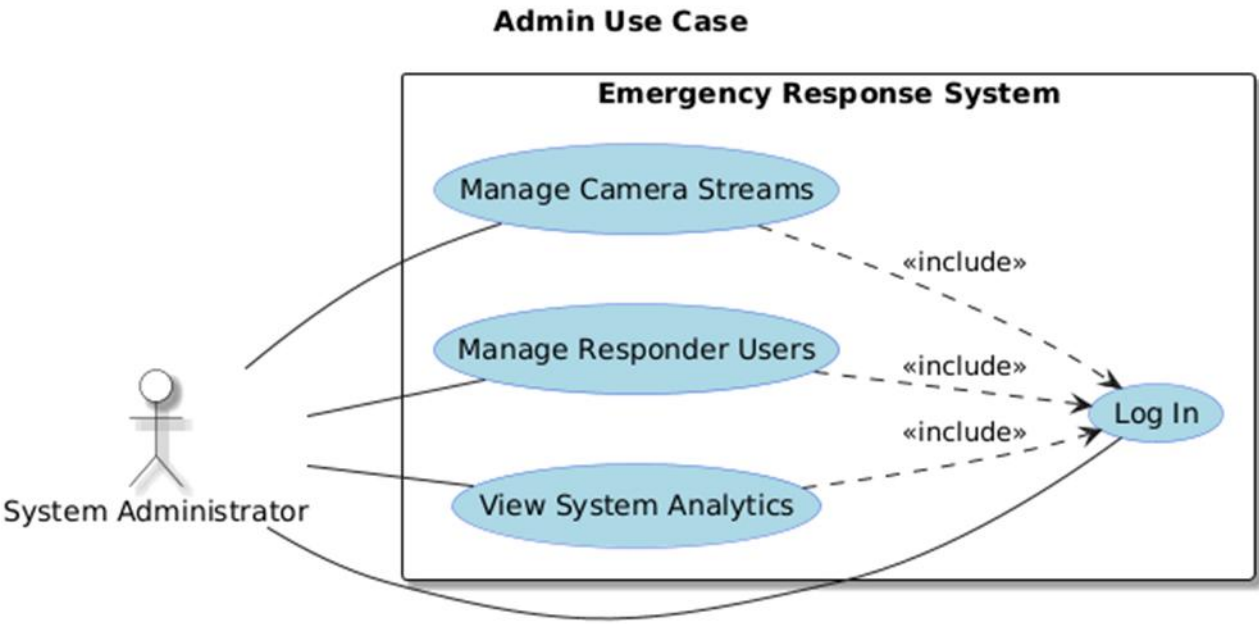 Admin Use Case
Emergency Response System
Manage Camera Streams
«include»
Manage Responder Users
«include»
Log In
«include»
View System Analytics
System Administrator